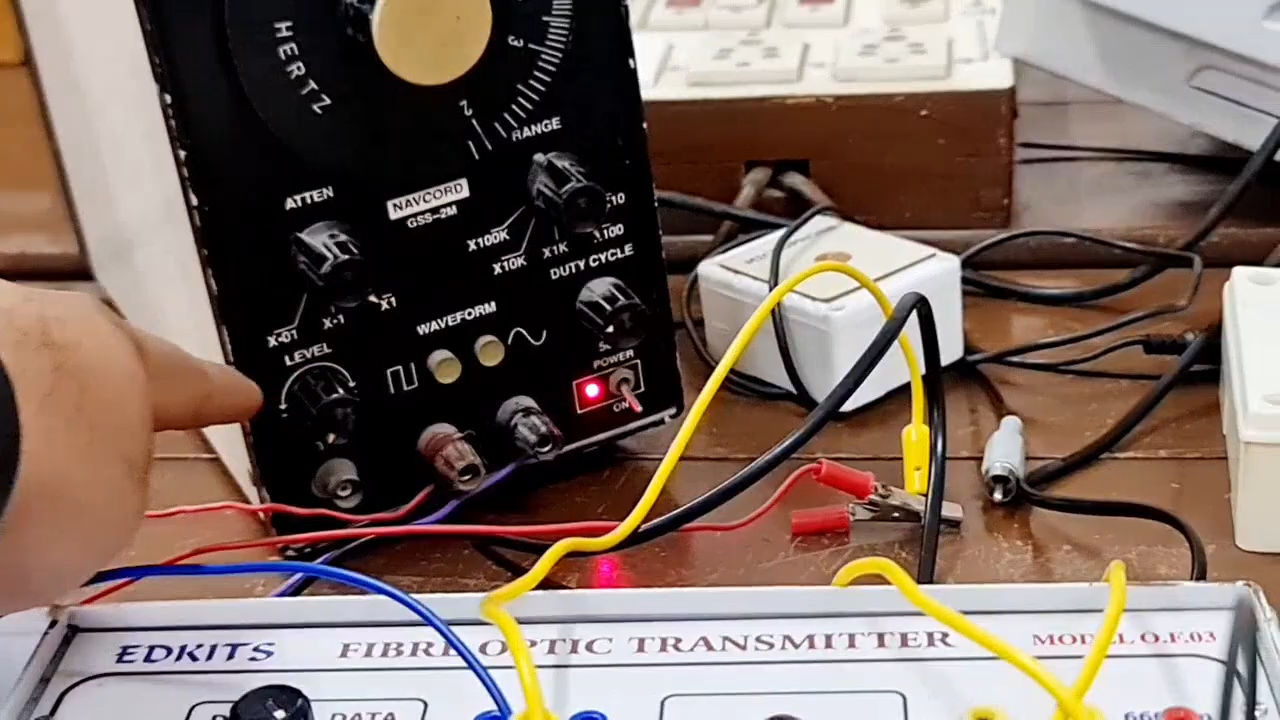 HERTZ
3
2
1
RANGE
ATTEN
NAVCORD
GSS-2M
X10
X100
X100K
X1K
X10K
DUTY CYCLE
X1
X·1
X·01
WAVEFORM
LEVEL
POWER
ON
EDKITS
FIBRE OPTIC TRANSMITTER
MODEL O.F.03
DATA